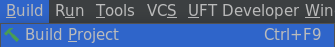 Build Run Tools VCS UFT Developer Win
Build Project Ctrl+F9